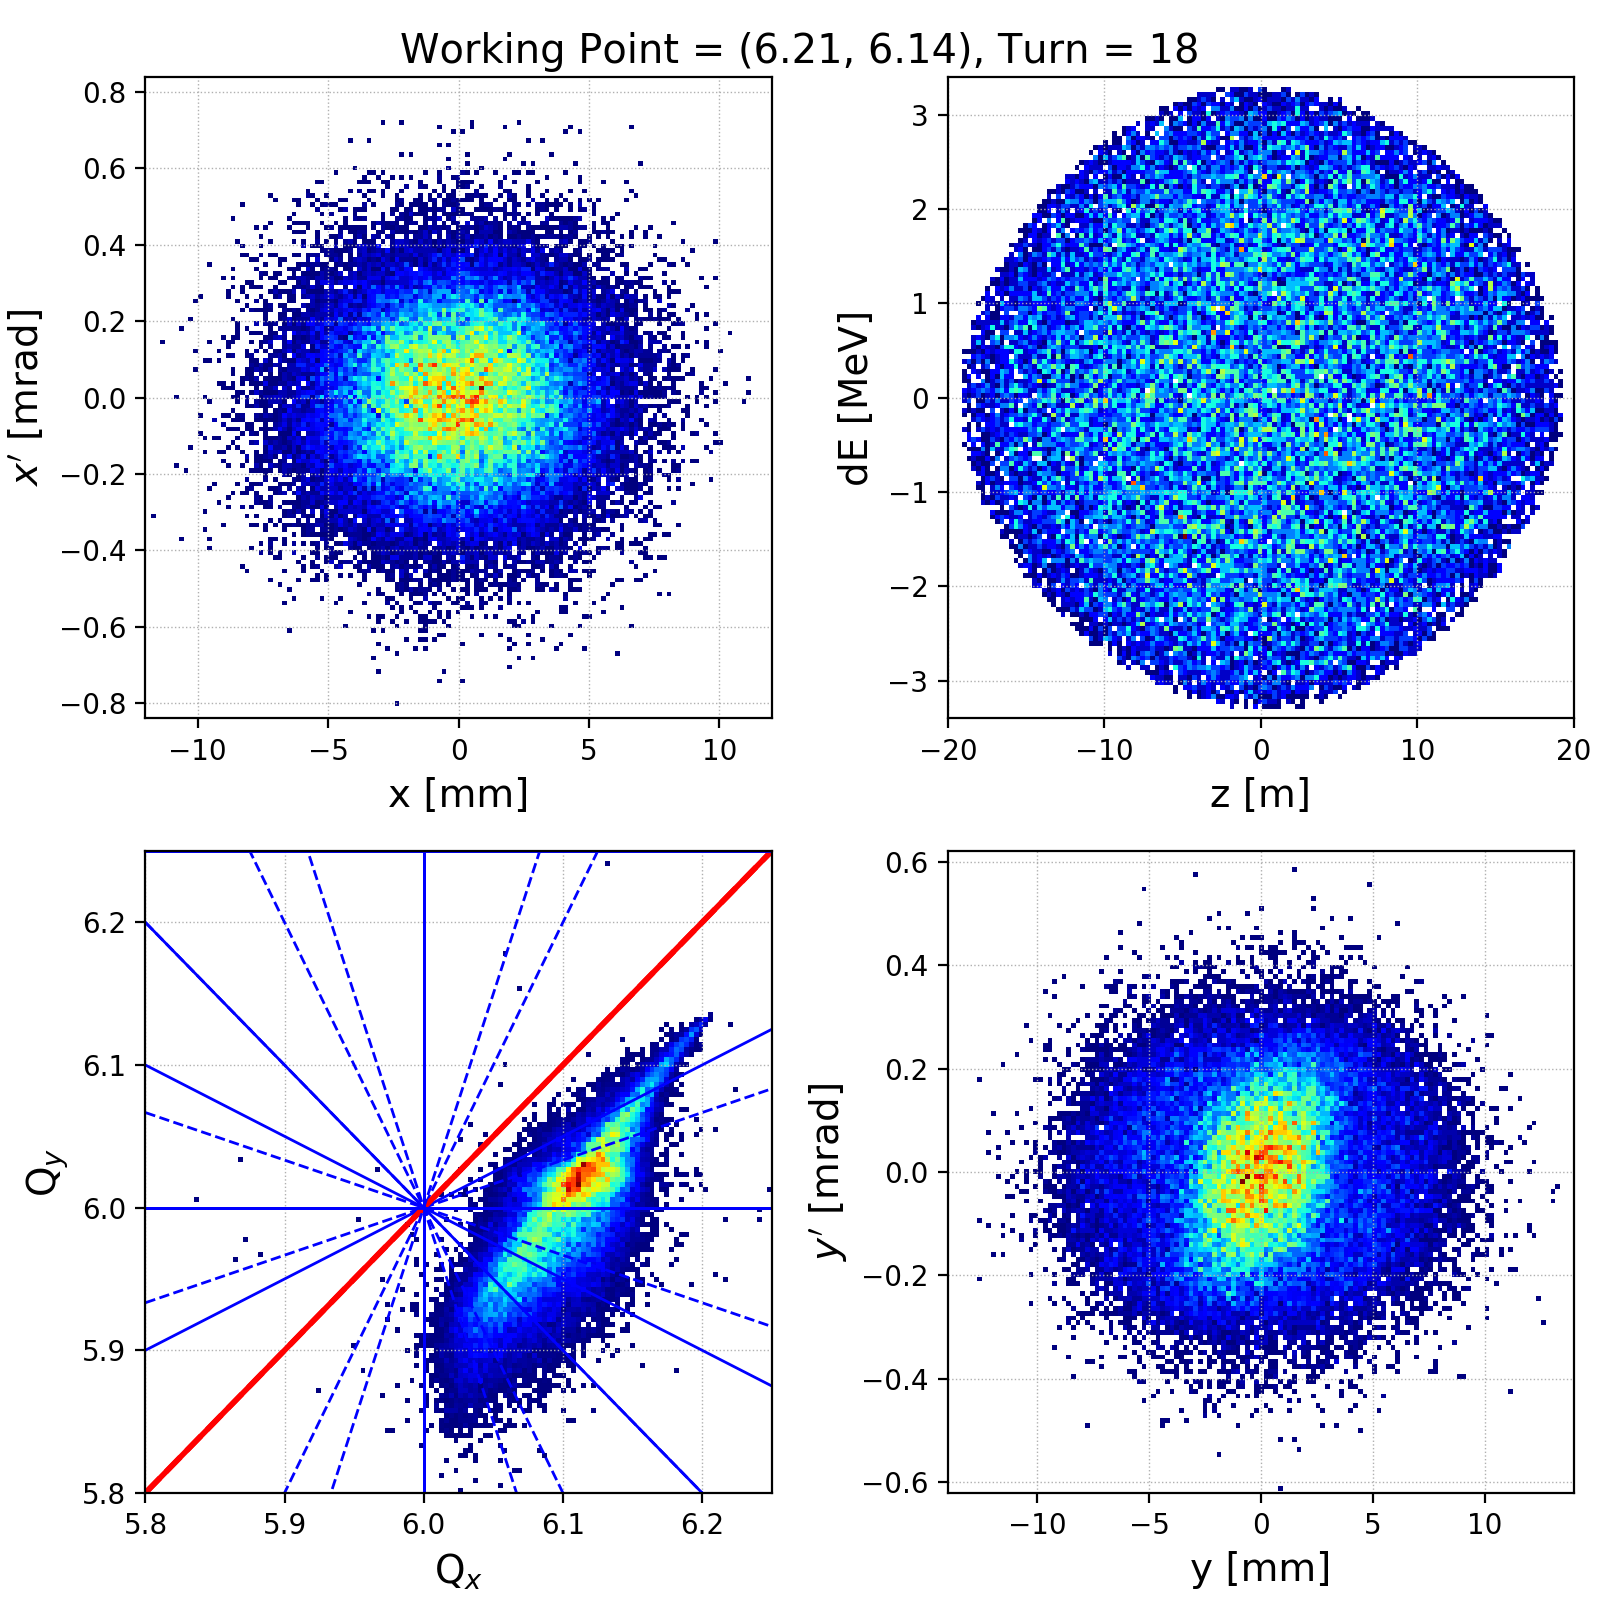 Working Point = (6.21, 6.14), Turn = 18
0.8
0.6
0.4
0.2
0.0
−0.2
−0.4
−0.6
−0.8
x′ [mrad]
−10 −5 0 5 10
x [mm]
3
2
1
0
−1
−2
−3
dE [MeV]
−20 −10 0 10 20
z [m]
6.2
6.1
6.0
5.9
5.8
Qy
5.8 5.9 6.0 6.1 6.2
Qx
0.6
0.4
0.2
0.0
−0.2
−0.4
−0.6
y′ [mrad]
−10 −5 0 5 10
y [mm]